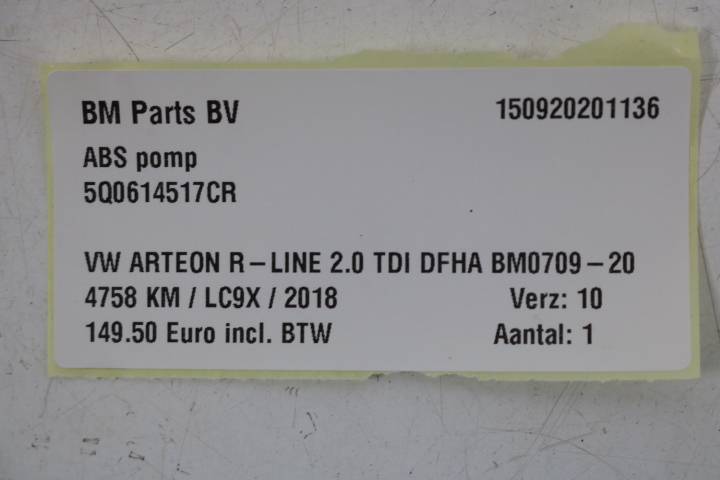 BM Parts BV 150920201136
ABS pomp
5Q0614517CR
VW ARTEON R-LINE 2.0 TDI DFHA BM0709-20
4758 KM / LC9X / 2018 Verz: 10
149.50 Euro incl. BTW Aantal: 1